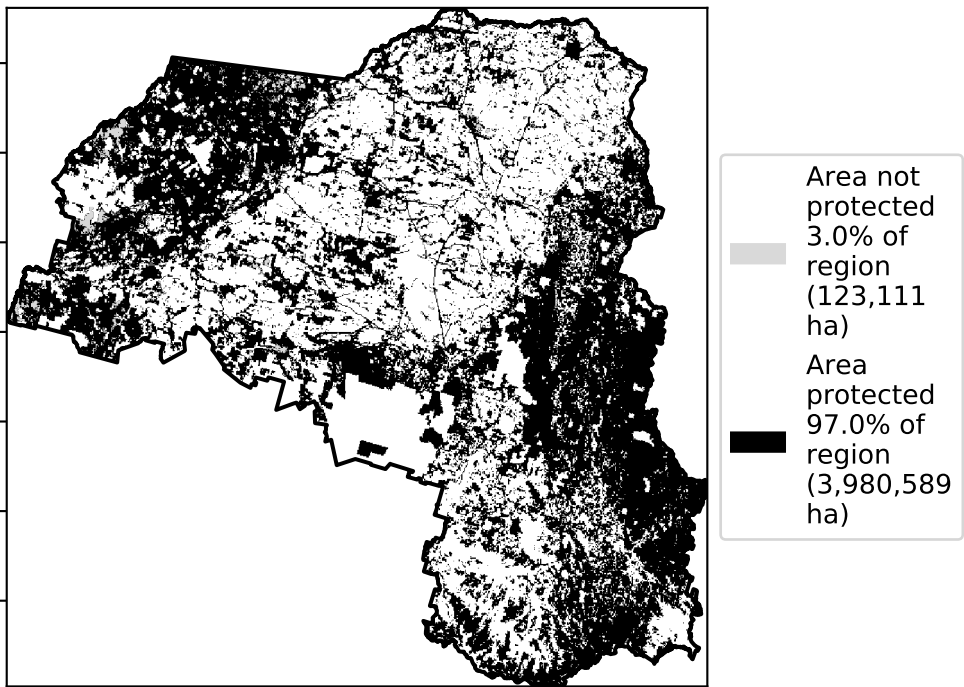 Area not
protected
3.0% of
region
(123,111
ha)
Area
protected
97.0% of
region
(3,980,589
ha)